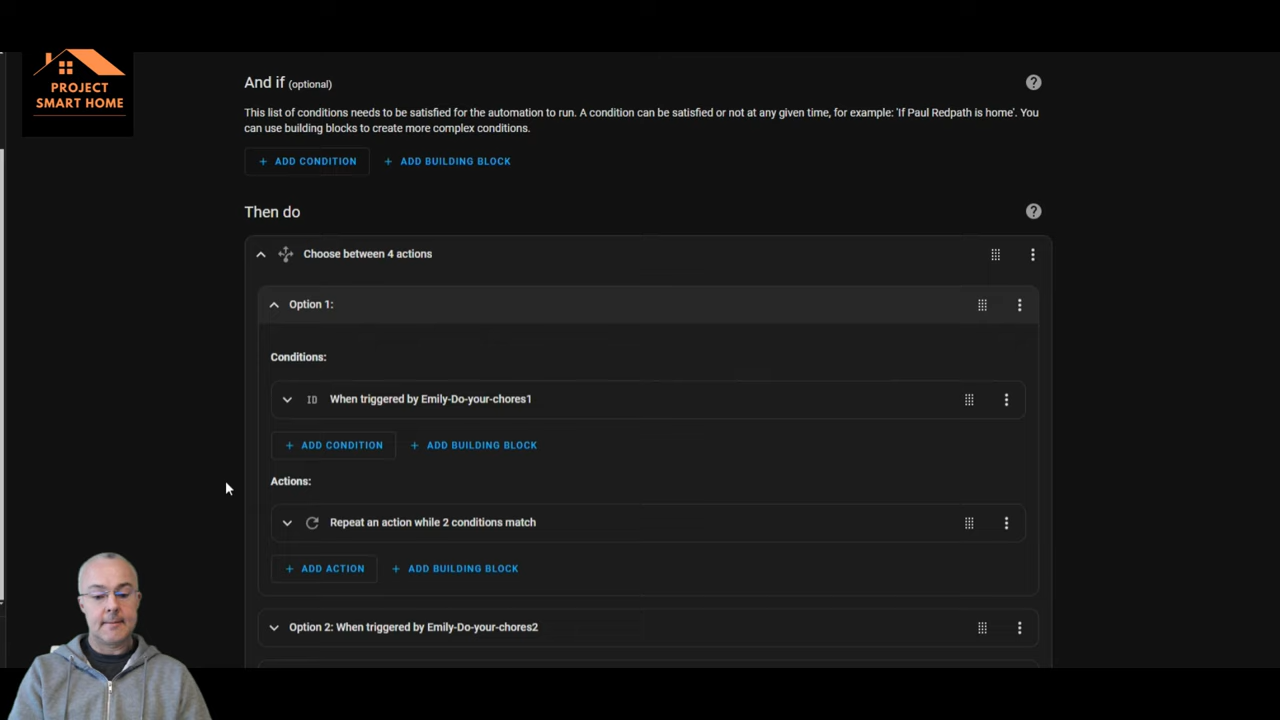 PROJECT
SMART HOME
And if (optional)
This list of conditions needs to be satisfied for the automation to run. A condition can be satisfied or not at any given time, for example: 'If Paul Redpath is home'. You
can use building blocks to create more complex conditions.
+ ADD CONDITION + ADD BUILDING BLOCK
Then do
Choose between 4 actions
Option 1:
Conditions:
ID When triggered by Emily-Do-your-chores1
+ ADD CONDITION + ADD BUILDING BLOCK
Actions:
Repeat an action while 2 conditions match
+ ADD ACTION + ADD BUILDING BLOCK
Option 2: When triggered by Emily-Do-your-chores2